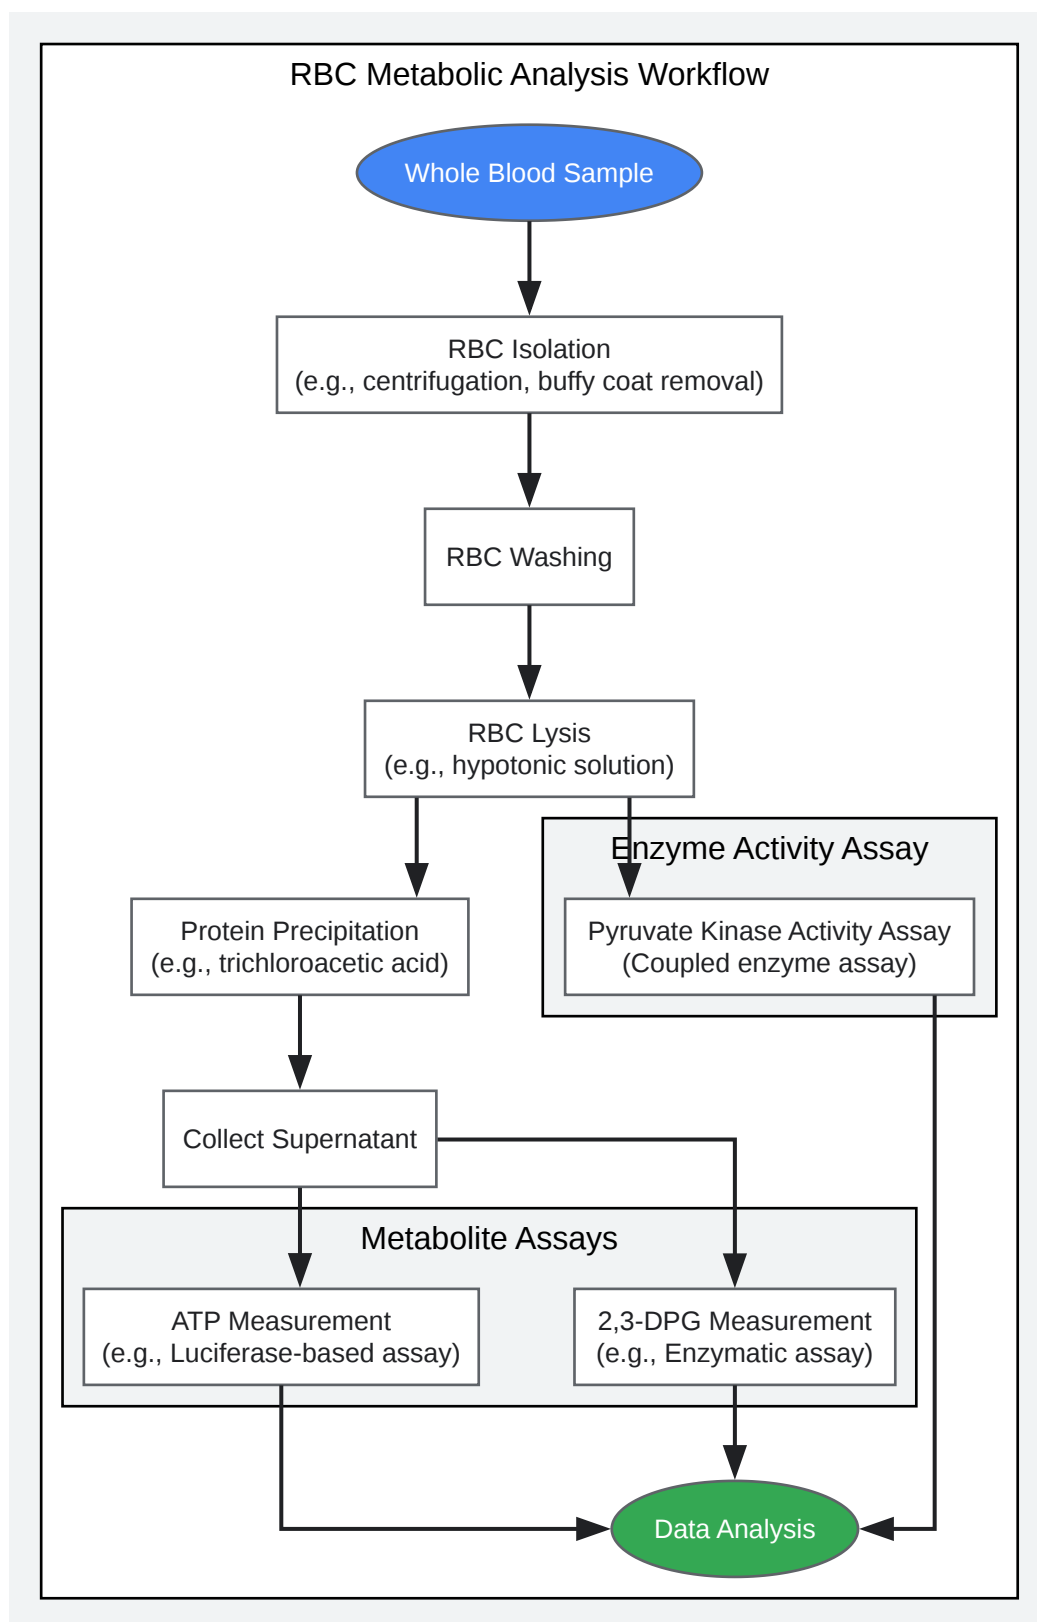 RBC Metabolic Analysis Workflow
Whole Blood Sample
RBC Isolation
(e.g., centrifugation, buffy coat removal)
RBC Washing
RBC Lysis
(e.g., hypotonic solution)
Enzyme Activity Assay
Protein Precipitation
(e.g., trichloroacetic acid)
Pyruvate Kinase Activity Assay
(Coupled enzyme assay)
Collect Supernatant
Metabolite Assays
ATP Measurement
(e.g., Luciferase-based assay)
2,3-DPG Measurement
(e.g., Enzymatic assay)
Data Analysis